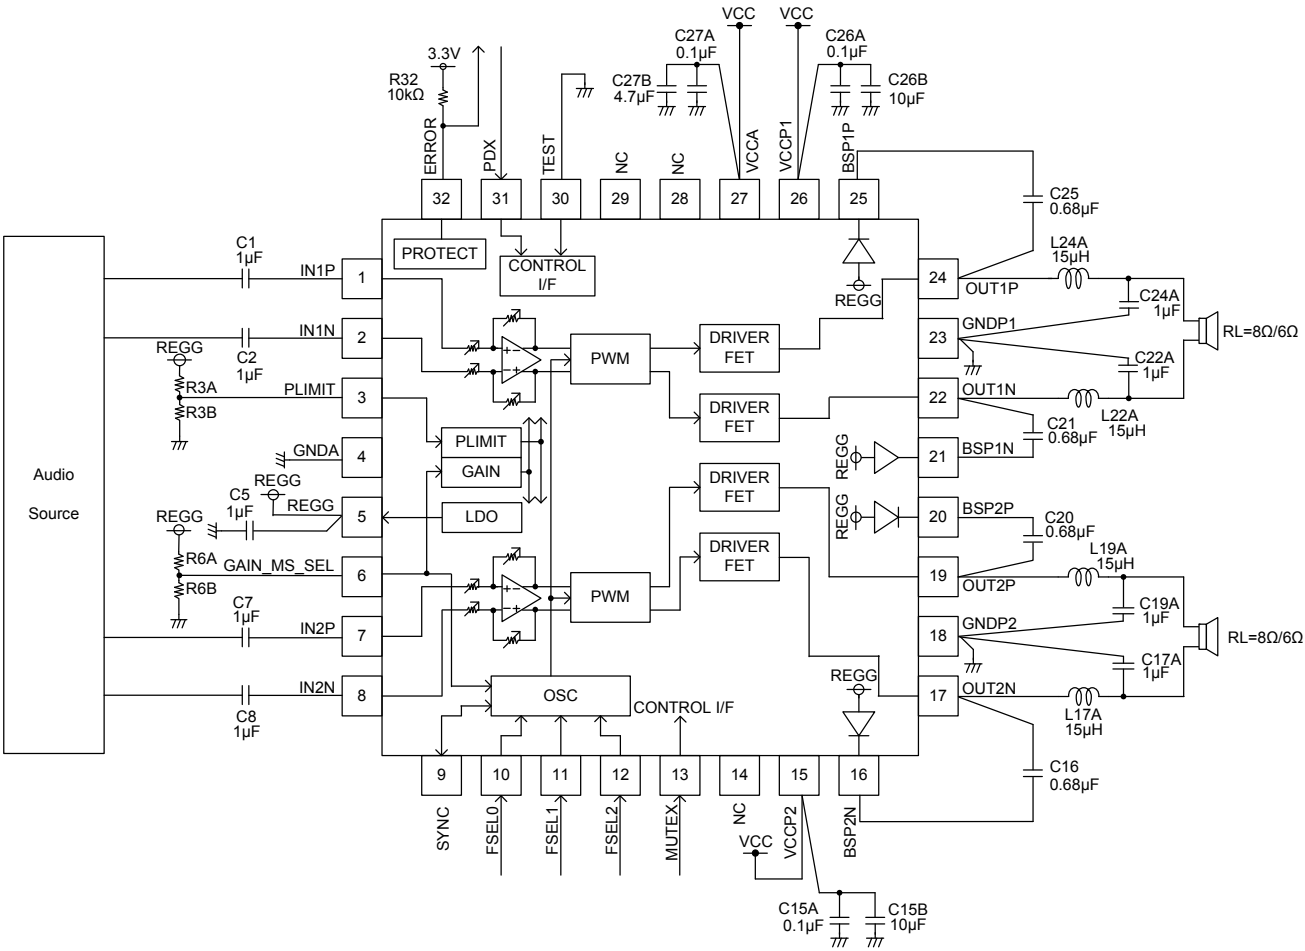 VCC
VCC
C27A
0.1µF
C26A
0.1µF
3.3V
R32
10kΩ
C27B
4.7µF
C26B
10µF
ERROR
PDX
TEST
NC
NC
VCCA
VCCP1
BSP1P
32
31
30
29
28
27
26
25
C25
0.68µF
Audio
Source
C1
1µF
IN1P
1
PROTECT
CONTROL
I/F
REGG
24
OUT1P
L24A
15µH
C24A
1µF
IN1N
2
C2
1µF
REGG
R3A
R3B
PLIMIT
3
+ -
- +
PWM
DRIVER
FET
DRIVER
FET
23
GNDP1
RL=8Ω/6Ω
C22A
1µF
22
OUT1N
L22A
15µH
C21
0.68µF
GNDA
4
PLIMIT
GAIN
REGG
21
BSP1N
C5
1µF
REGG
REGG
5
LDO
DRIVER
FET
REGG
20
BSP2P
C20
0.68µF
REGG
R6A
R6B
GAIN_MS_SEL
6
DRIVER
FET
19
OUT2P
L19A
15µH
C7
1µF
IN2P
7
+ -
- +
PWM
18
GNDP2
C19A
1µF
RL=8Ω/6Ω
C17A
1µF
IN2N
8
C8
1µF
OSC
CONTROL I/F
REGG
17
OUT2N
L17A
15µH
C16
0.68µF
9
10
11
12
13
14
15
16
SYNC
FSEL0
FSEL1
FSEL2
MUTEX
NC
VCC
VCCP2
BSP2N
C15A
0.1µF
C15B
10µF